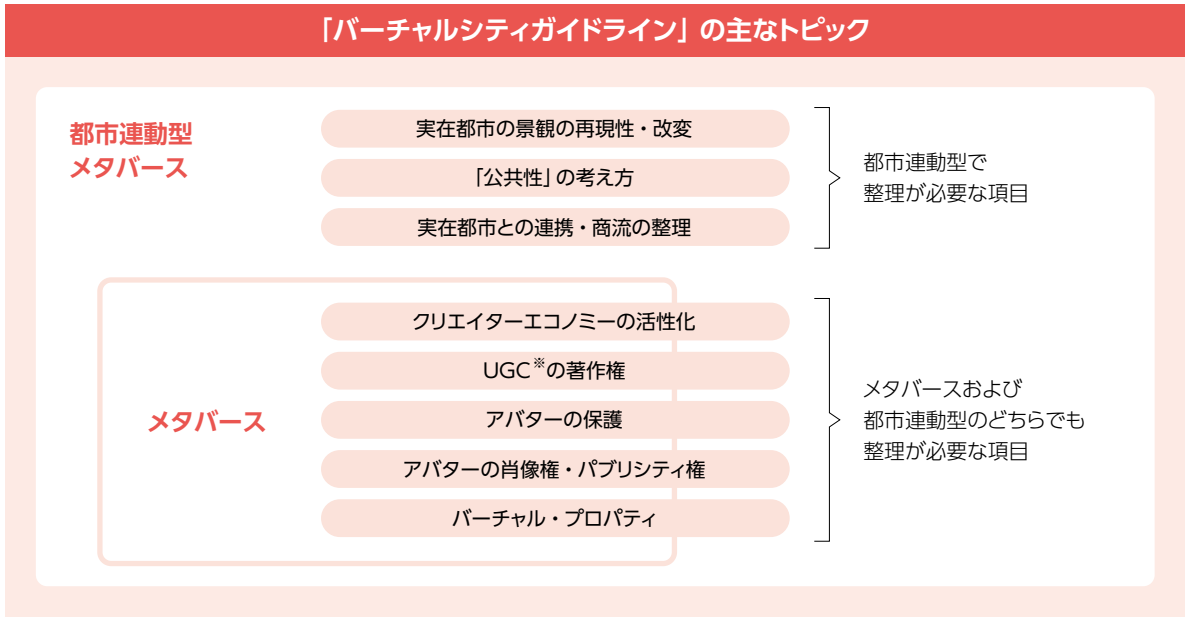 「バーチャルシティガイドライン」の主なトピック
都市連動型
メタバース
実在都市の景観の再現性・改変
「公共性」の考え方
実在都市との連携・商流の整理
都市連動型で
整理が必要な項目
メタバース
クリエイターエコノミーの活性化
UGC※の著作権
アバターの保護
アバターの肖像権・パブリシティ権
バーチャル・プロパティ
メタバースおよび
都市連動型のどちらでも
整理が必要な項目